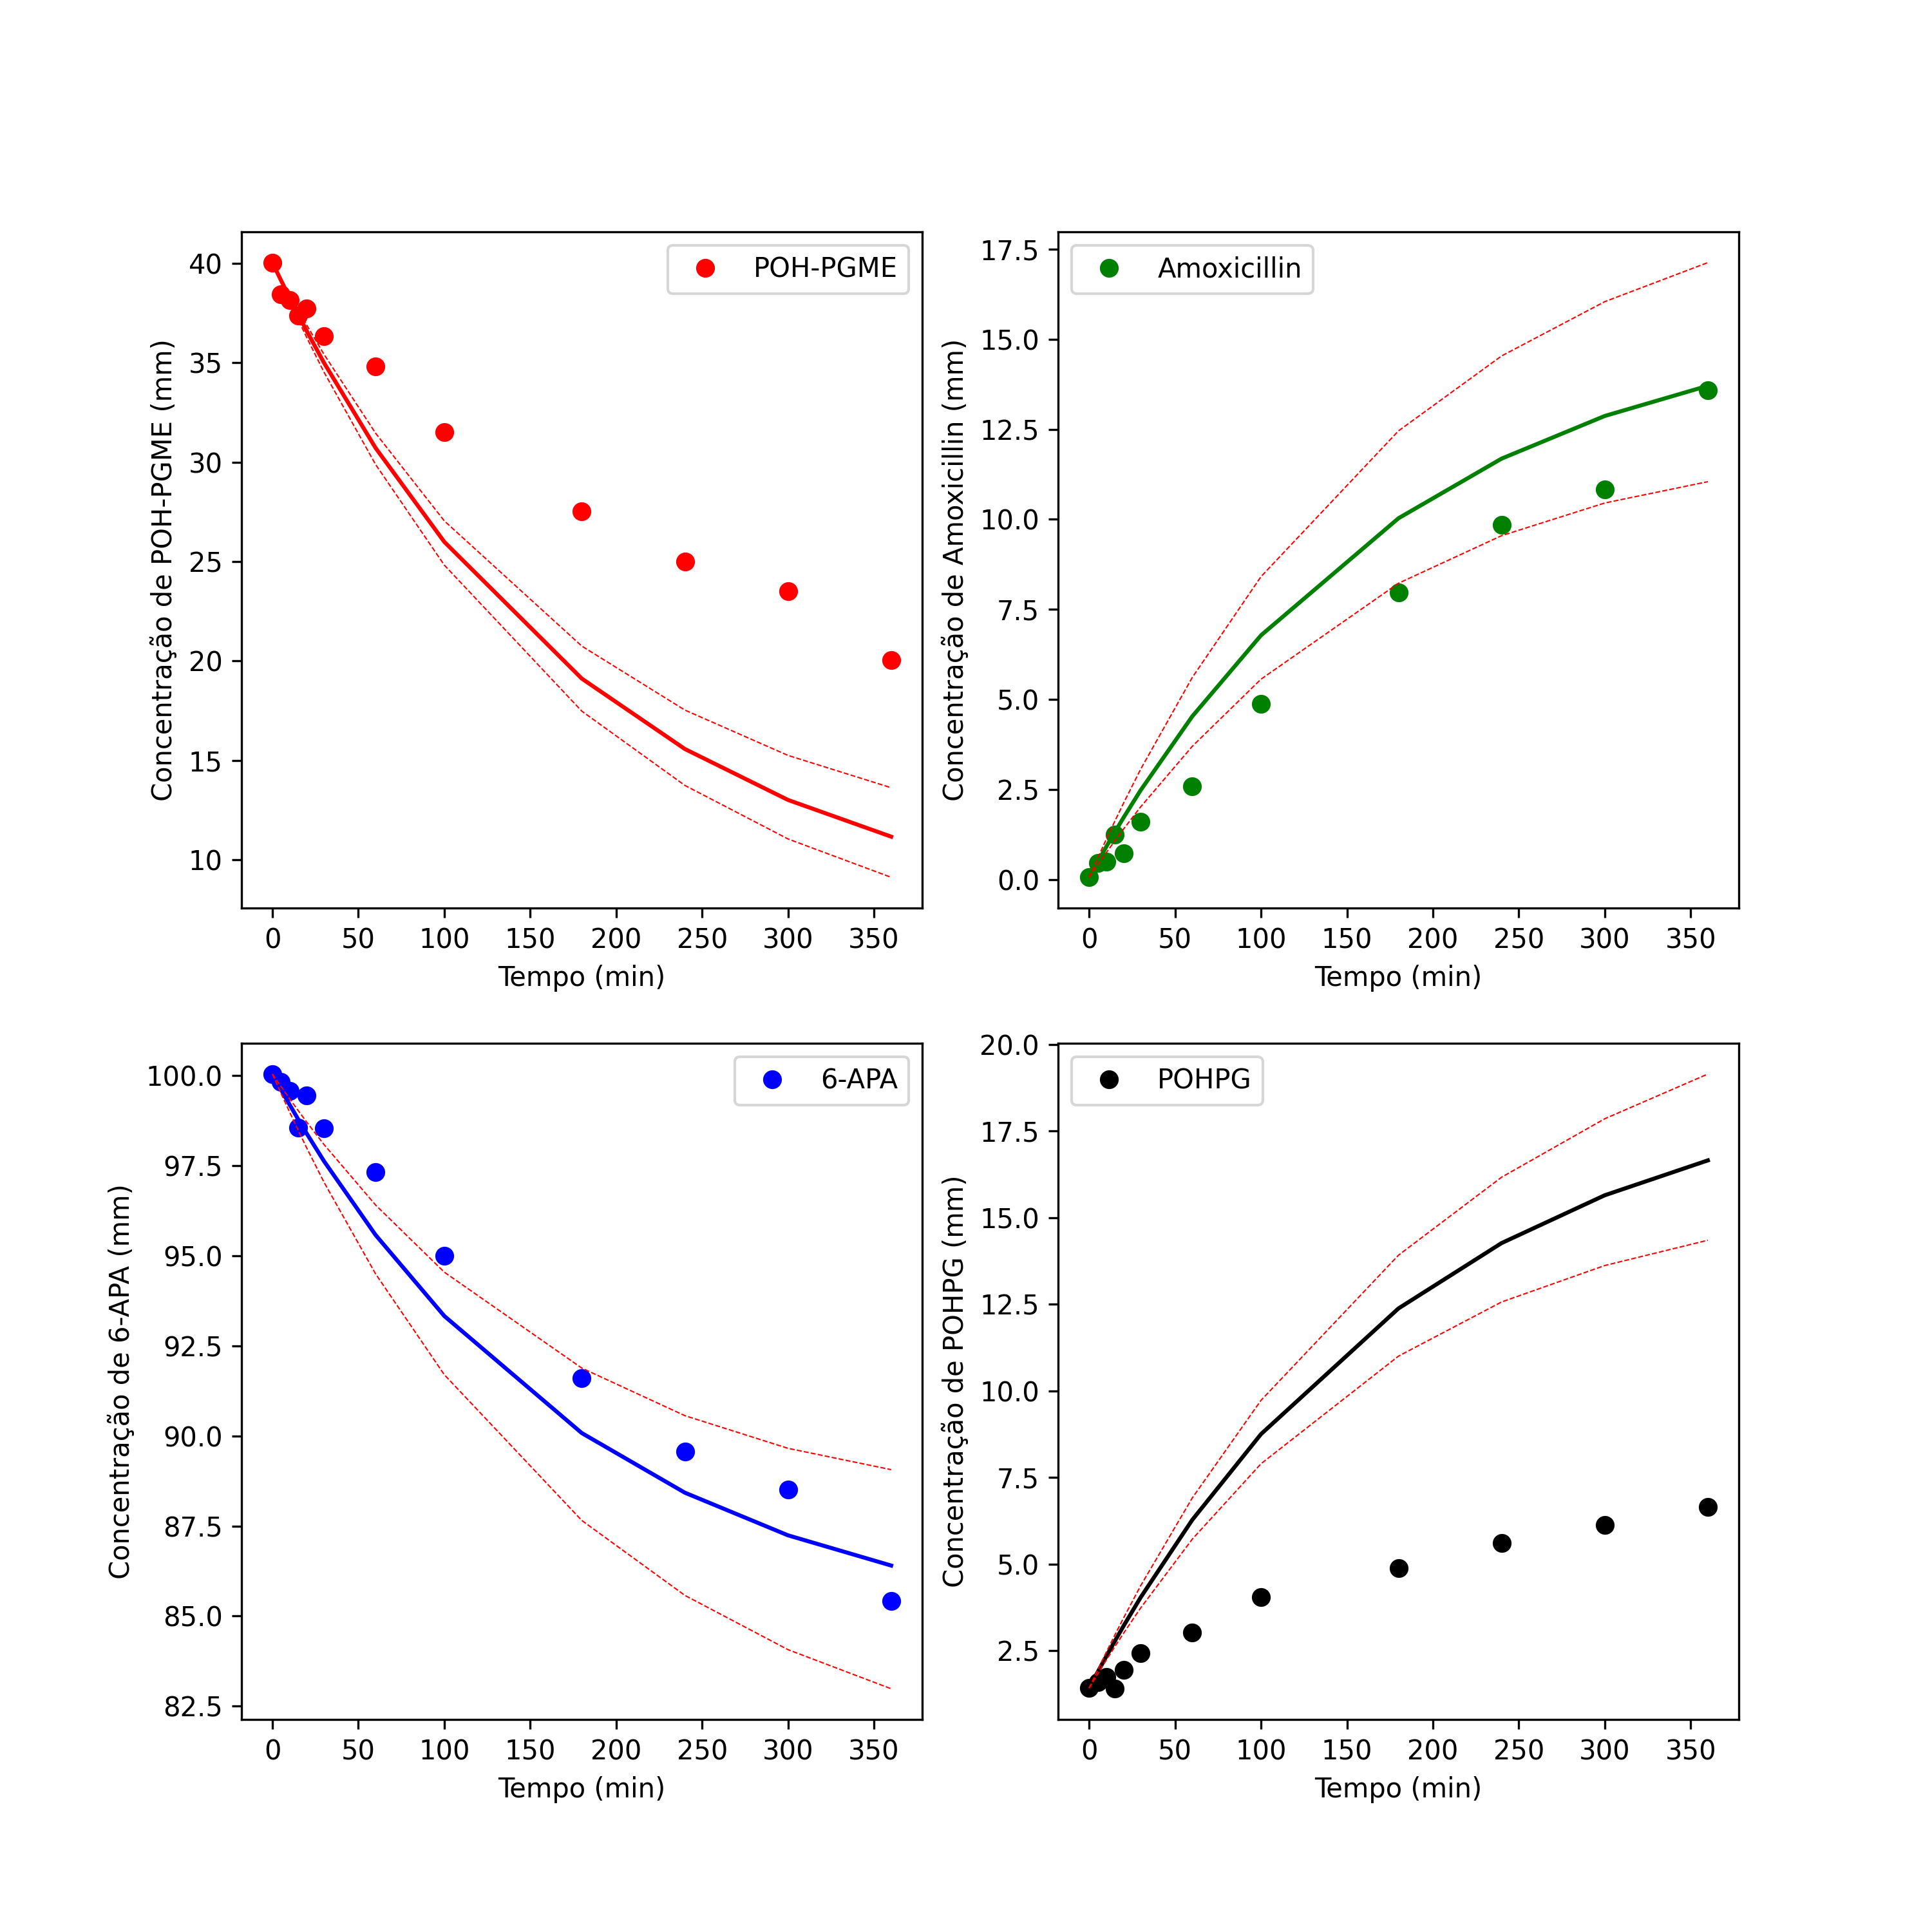 POH-PGME
40
35
30
25
20
15
10
Concentração de POH-PGME (mm)
0 50 100 150 200 250 300 350
Tempo (min)
Amoxicillin
17.5
15.0
12.5
10.0
7.5
5.0
2.5
0.0
Concentração de Amoxicillin (mm)
0 50 100 150 200 250 300 350
Tempo (min)
6-APA
100.0
97.5
95.0
92.5
90.0
87.5
85.0
82.5
Concentração de 6-APA (mm)
0 50 100 150 200 250 300 350
Tempo (min)
POHPG
20.0
17.5
15.0
12.5
10.0
7.5
5.0
2.5
Concentração de POHPG (mm)
0 50 100 150 200 250 300 350
Tempo (min)